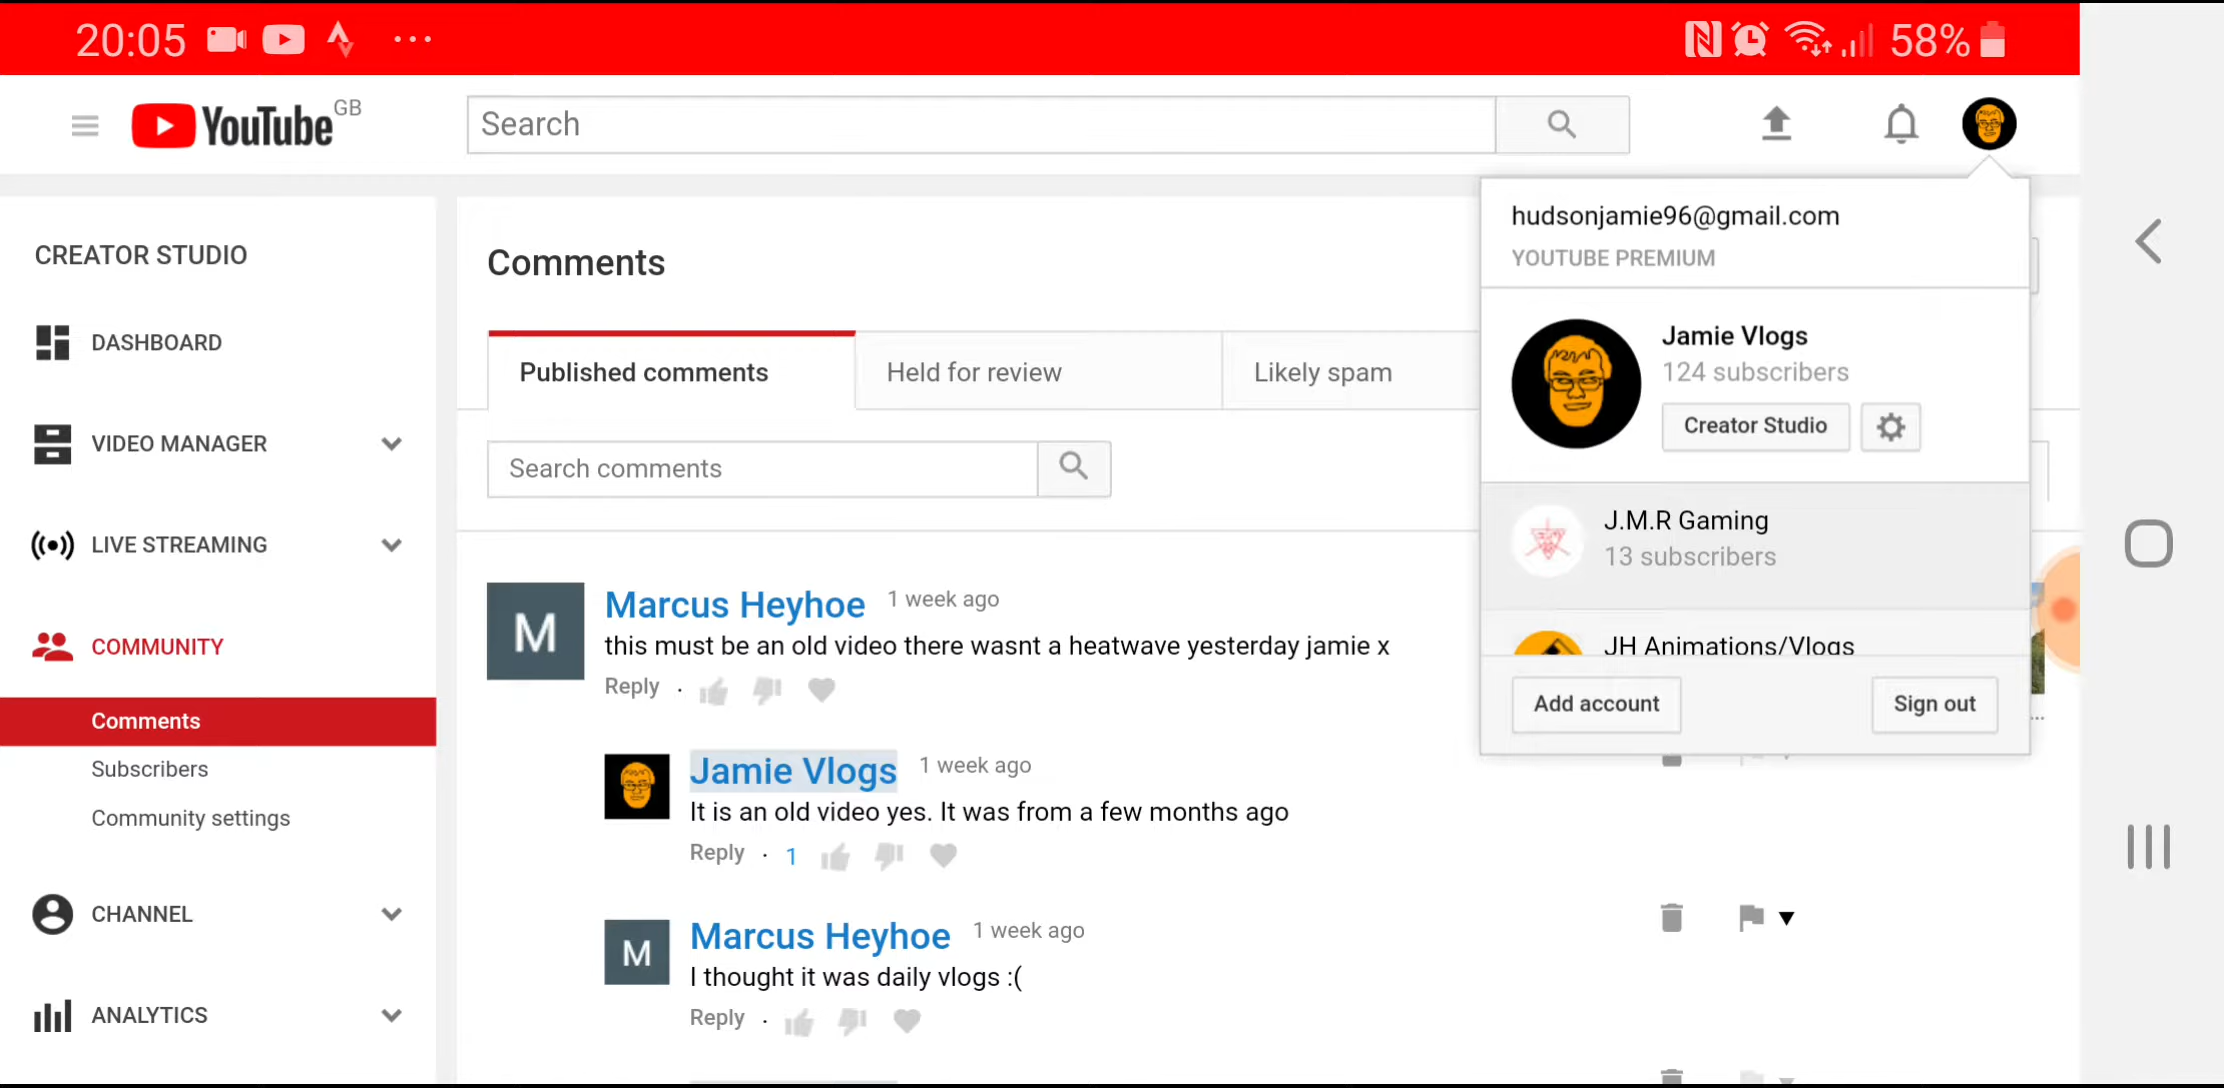 20:05
58%
YouTube GB
Search
hudsonjamie96@gmail.com
YOUTUBE PREMIUM
Jamie Vlogs
124 subscribers
Creator Studio
J.M.R Gaming
13 subscribers
JH Animations/Vlogs
Add account
Sign out
CREATOR STUDIO
DASHBOARD
VIDEO MANAGER
LIVE STREAMING
COMMUNITY
Comments
Subscribers
Community settings
CHANNEL
ANALYTICS
Comments
Published comments
Held for review
Likely spam
Search comments
M
Marcus Heyhoe 1 week ago
this must be an old video there wasnt a heatwave yesterday jamie x
Reply ·
Jamie Vlogs 1 week ago
It is an old video yes. It was from a few months ago
Reply · 1
M
Marcus Heyhoe 1 week ago
I thought it was daily vlogs :(
Reply ·